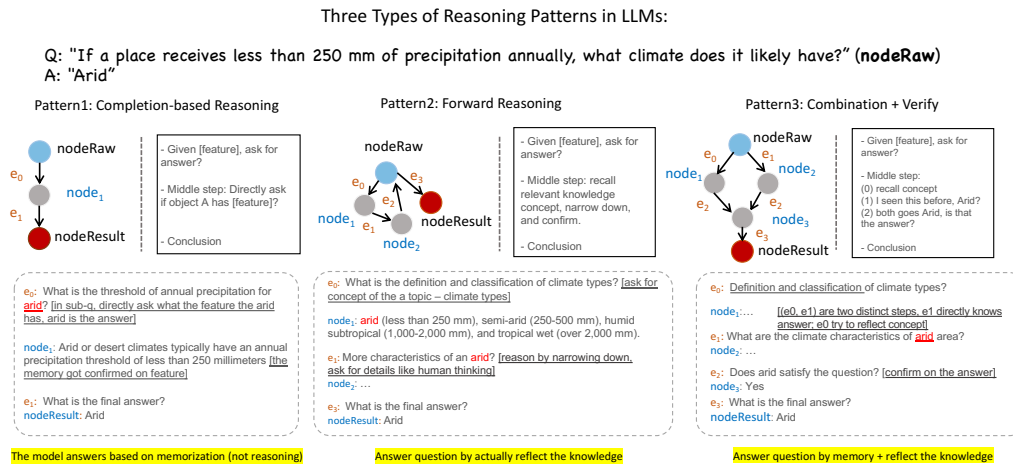 Three Types of Reasoning Patterns in LLMs:
Q: "If a place receives less than 250 mm of precipitation annually, what climate does it likely have?" (nodeRaw)
A: "Arid"
Pattern1: Completion-based Reasoning
nodeRaw
e0
node1
e1
nodeResult
- Given [feature], ask for
answer?
- Middle step: Directly ask
if object A has [feature]?
- Conclusion
e0: What is the threshold of annual precipitation for
arid? [in sub-q, directly ask what the feature the arid
has, arid is the answer]
node1: Arid or desert climates typically have an annual
precipitation threshold of less than 250 millimeters [the
memory got confirmed on feature]
e1: What is the final answer?
nodeResult: Arid
The model answers based on memorization (not reasoning)
Pattern2: Forward Reasoning
nodeRaw
e0
e3
e2
node1
e1
nodeResult
node2
- Given [feature], ask for
answer?
- Middle step: recall
relevant knowledge
concept, narrow down,
and confirm.
- Conclusion
e0: What is the definition and classification of climate types? [ask for
concept of the a topic – climate types]
node1: arid (less than 250 mm), semi-arid (250-500 mm), humid
subtropical (1,000-2,000 mm), and tropical wet (over 2,000 mm).
e1: More characteristics of an arid? [reason by narrowing down,
ask for details like human thinking]
node2: …
e3: What is the final answer?
nodeResult: Arid
Answer question by actually reflect the knowledge
Pattern3: Combination + Verify
nodeRaw
e0
e1
node1
node2
e2
e2
node3
e3
nodeResult
- Given [feature], ask for
answer?
- Middle step:
(0) recall concept
(1) I seen this before, Arid?
(2) both goes Arid, is that
the answer?
- Conclusion
e0: Definition and classification of climate types?
node1:… [(e0, e1) are two distinct steps, e1 directly knows
answer; e0 try to reflect concept]
e1: What are the climate characteristics of arid area?
node2: …
e2: Does arid satisfy the question? [confirm on the answer]
node3: Yes
e3: What is the final answer?
nodeResult: Arid
Answer question by memory + reflect the knowledge